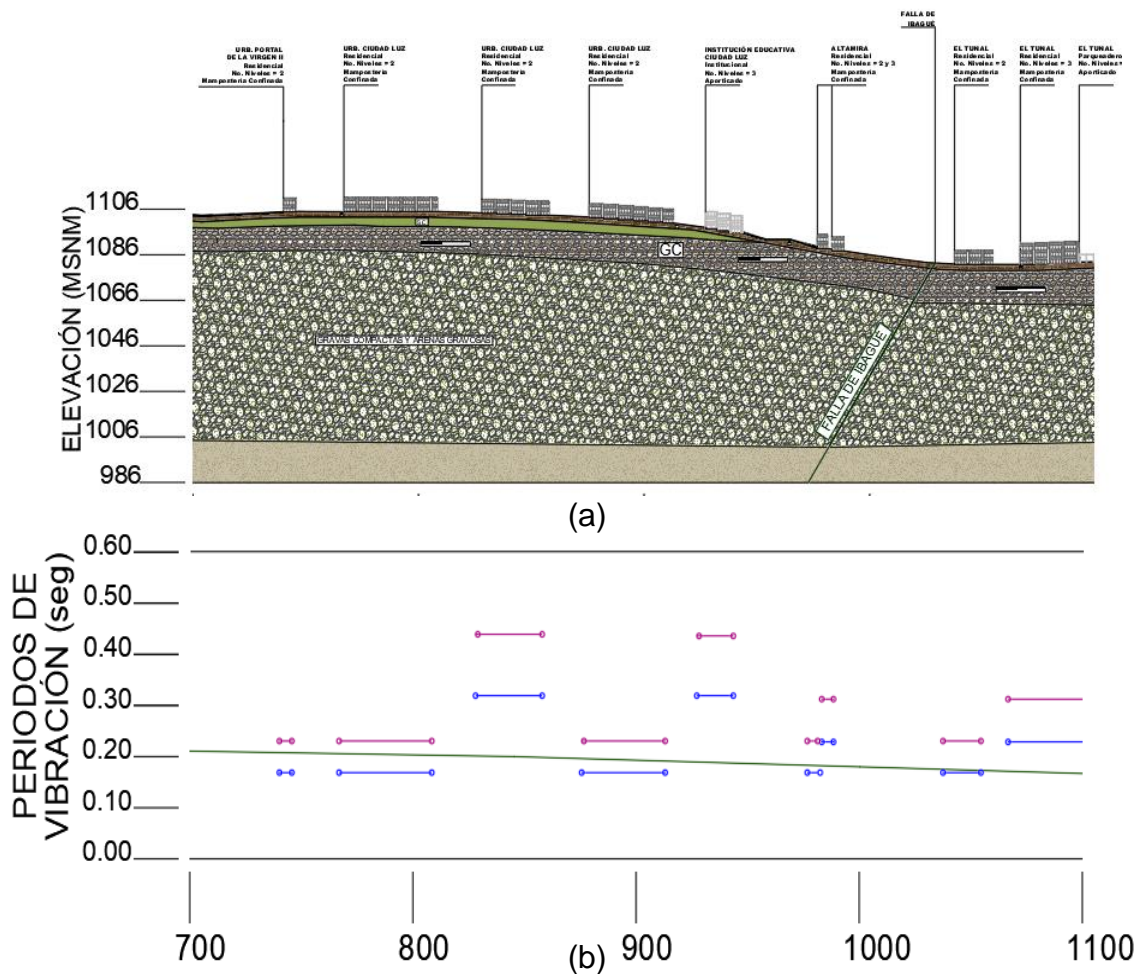 FALLA DE
IBAGUE
URB. PORTAL
DE LA VIRGEN II
Residencial
No. Niveles = 2
Mamposteria Confinada
URB. CIUDAD LUZ
Residencial
No. Niveles = 2
Mamposteria
Confinada
URB. CIUDAD LUZ
Residencial
No. Niveles = 2
Mamposteria
Confinada
URB. CIUDAD LUZ
Residencial
No. Niveles = 2
Mamposteria
Confinada
INSTITUCIÓN EDUCATIVA
CIUDAD LUZ
Institucional
No. Niveles = 3
Aporticado
ALTAMIRA
Residencial
No. Niveles = 2 y 3
Mamposteria
Confinada
EL TUNAL
Residencial
No. Niveles = 2
Mamposteria
Confinada
EL TUNAL
Residencial
No. Niveles = 3
Mamposteria
Confinada
EL TUNAL
Parqueadero
No. Niveles
Aporticado
ELEVACIÓN (MSNM)
1106
1086
1066
1046
1026
1006
986
GC
GC
GRAVAS COMPACTAS Y ARENAS GRAVOSAS
FALLA DE IBAGUE
(a)
PERIODOS DE
VIBRACIÓN (seg)
0.60
0.50
0.40
0.30
0.20
0.10
0.00
700 800 900 1000 1100
(b)